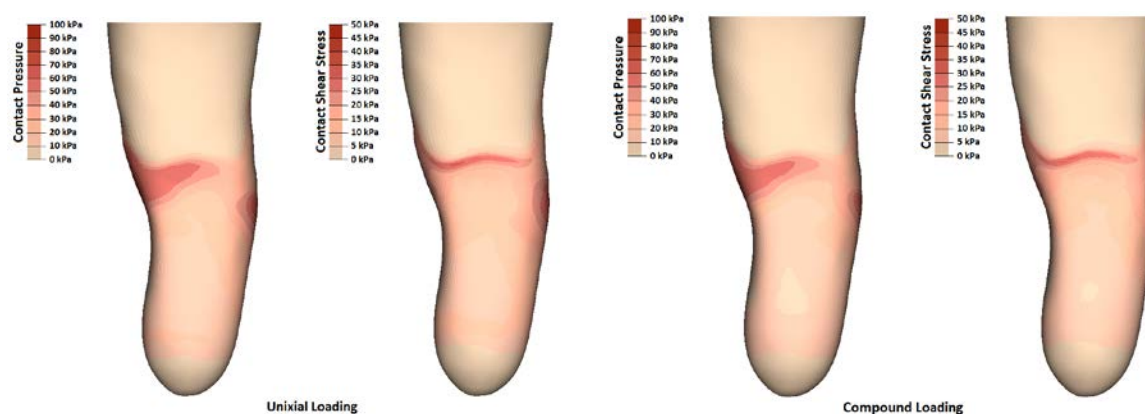 Contact Pressure
100 kPa
90 kPa
80 kPa
70 kPa
60 kPa
50 kPa
40 kPa
30 kPa
20 kPa
10 kPa
0 kPa
Contact Shear Stress
50 kPa
45 kPa
40 kPa
35 kPa
30 kPa
25 kPa
20 kPa
15 kPa
10 kPa
5 kPa
0 kPa
Unixial Loading
Contact Pressure
100 kPa
90 kPa
80 kPa
70 kPa
60 kPa
50 kPa
40 kPa
30 kPa
20 kPa
10 kPa
0 kPa
Contact Shear Stress
50 kPa
45 kPa
40 kPa
35 kPa
30 kPa
25 kPa
20 kPa
15 kPa
10 kPa
5 kPa
0 kPa
Compound Loading